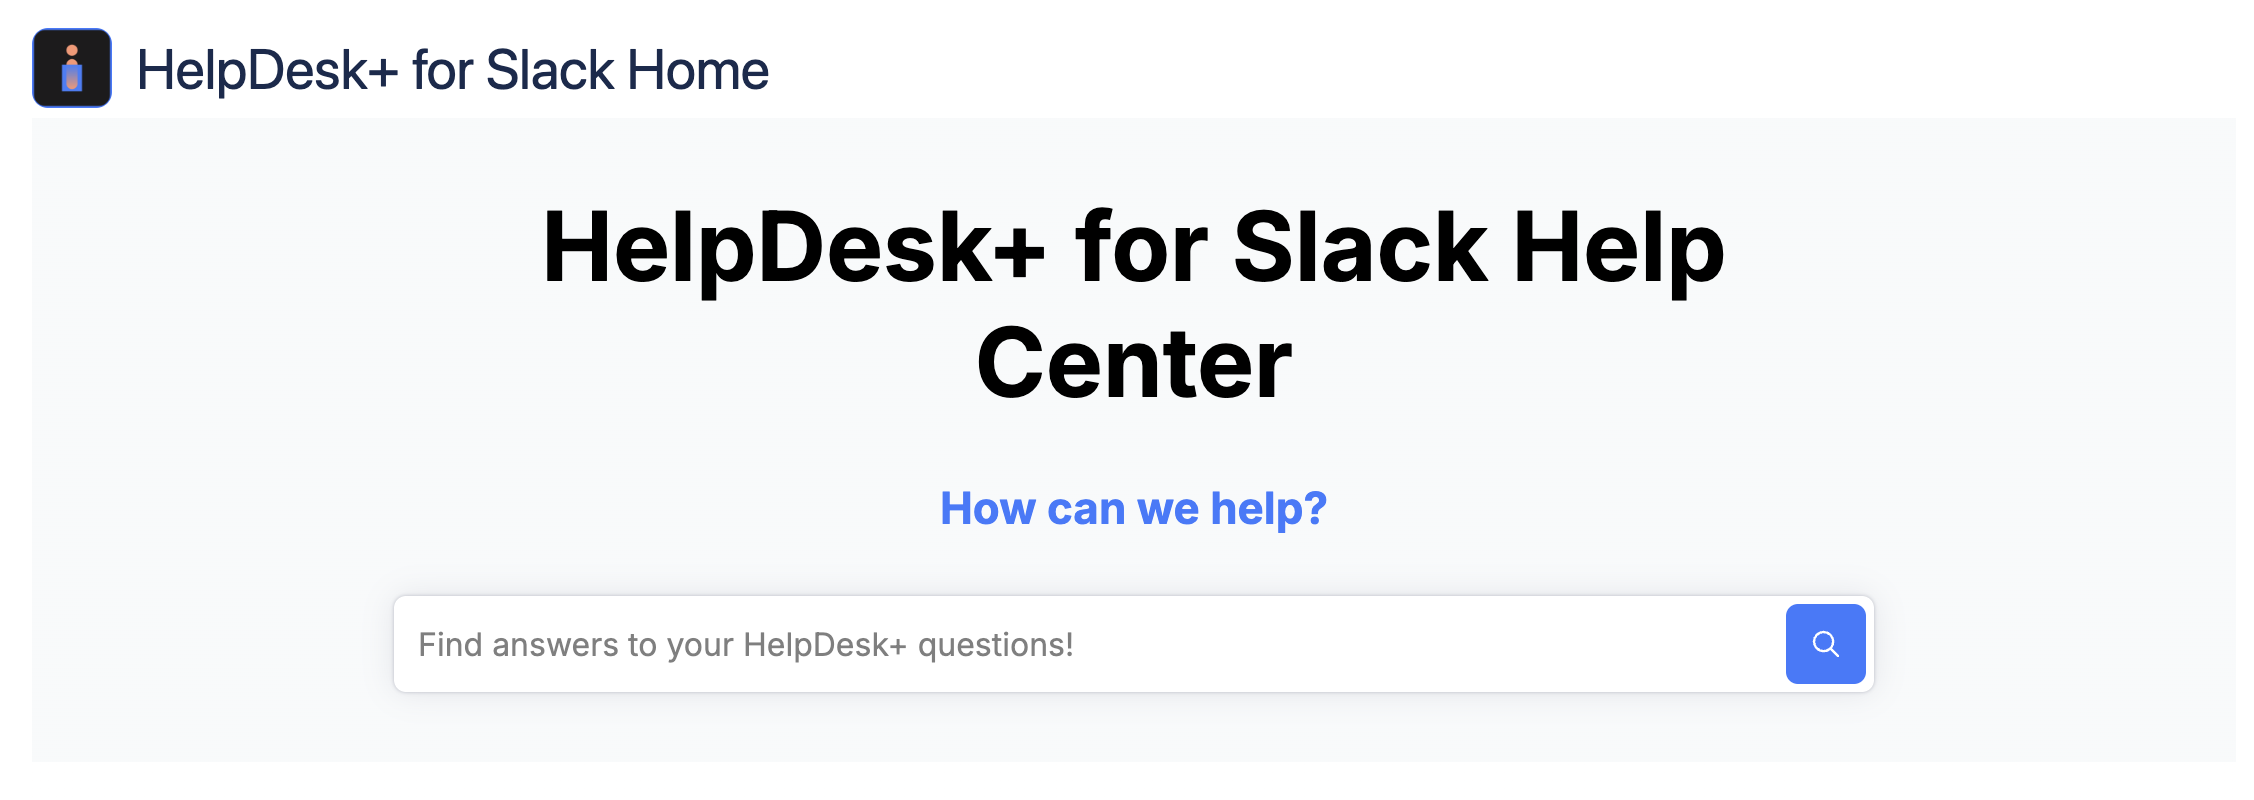 HelpDesk+ for Slack Home
HelpDesk+ for Slack Help
Center
How can we help?
Find answers to your HelpDesk+ questions!